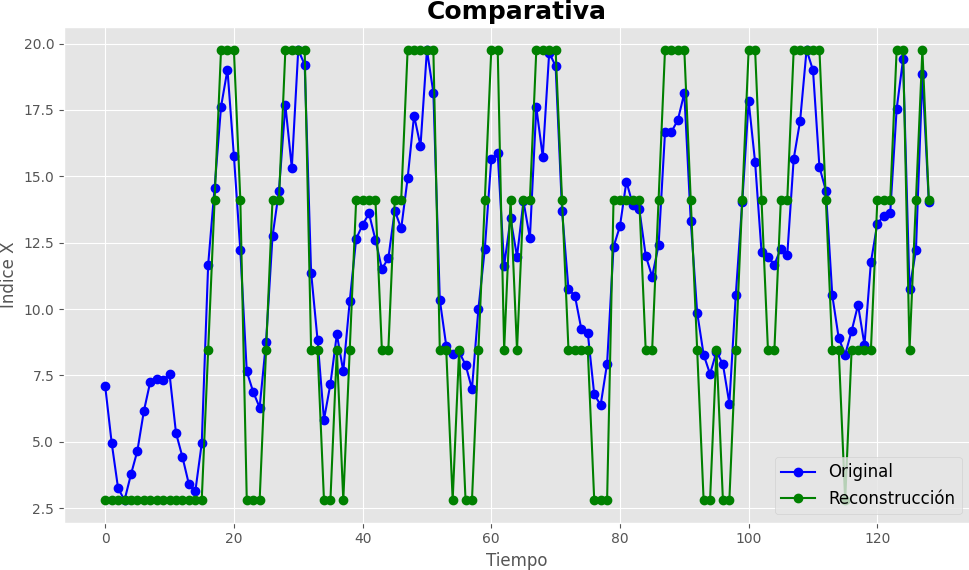 Comparativa
20.0
17.5
15.0
12.5
10.0
7.5
5.0
2.5
Indice X
0 20 40 60 80 100 120
Tiempo
Original
Reconstrucción